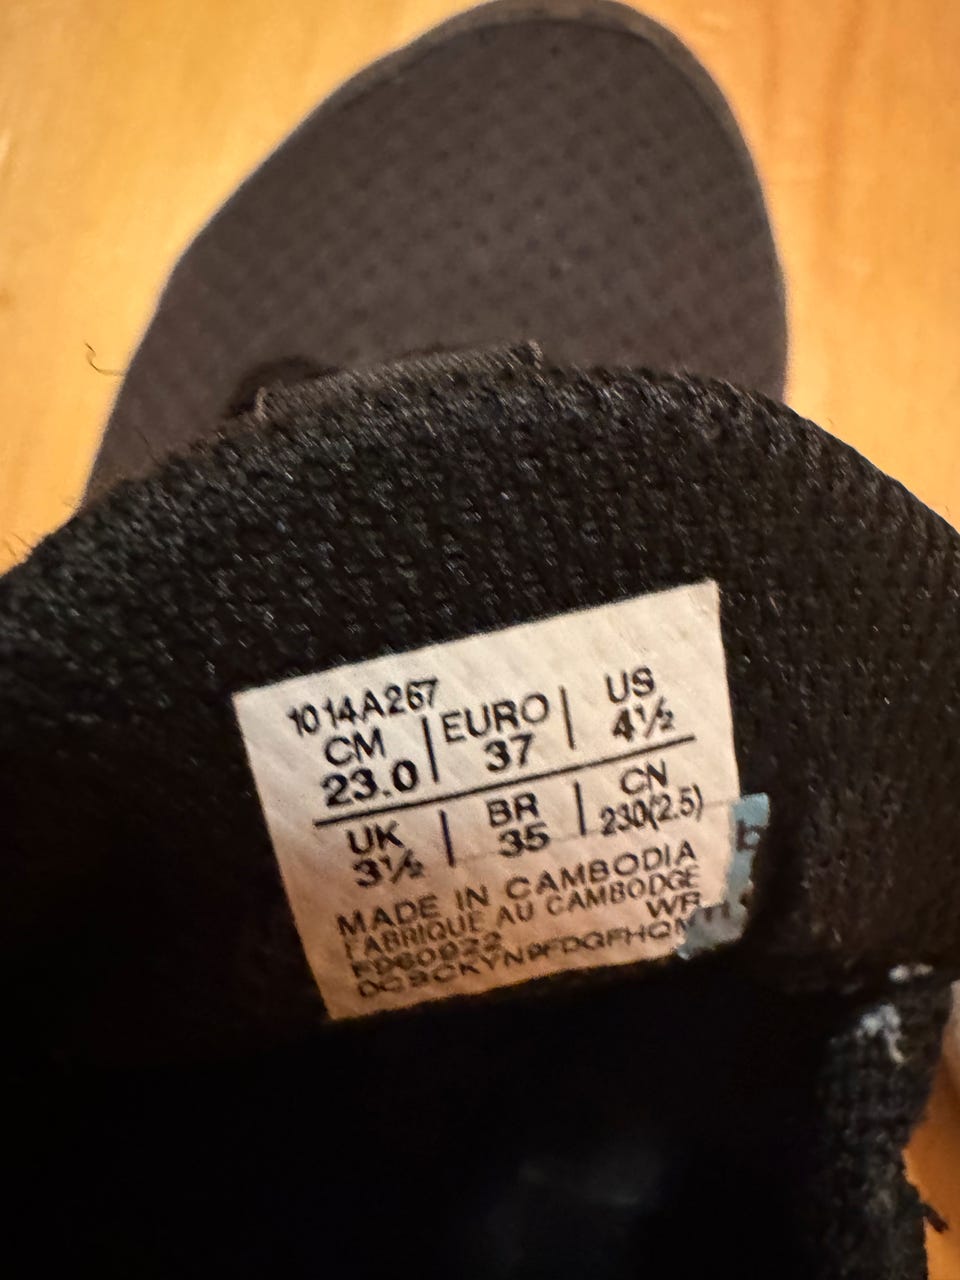 1014A267
CM | EURO | US
23.0 | 37 | 4½
UK | BR | CN
3½ | 35 | 230(2.5)
MADE IN CAMBODIA
FABRIQUE AU CAMBODGE
WR